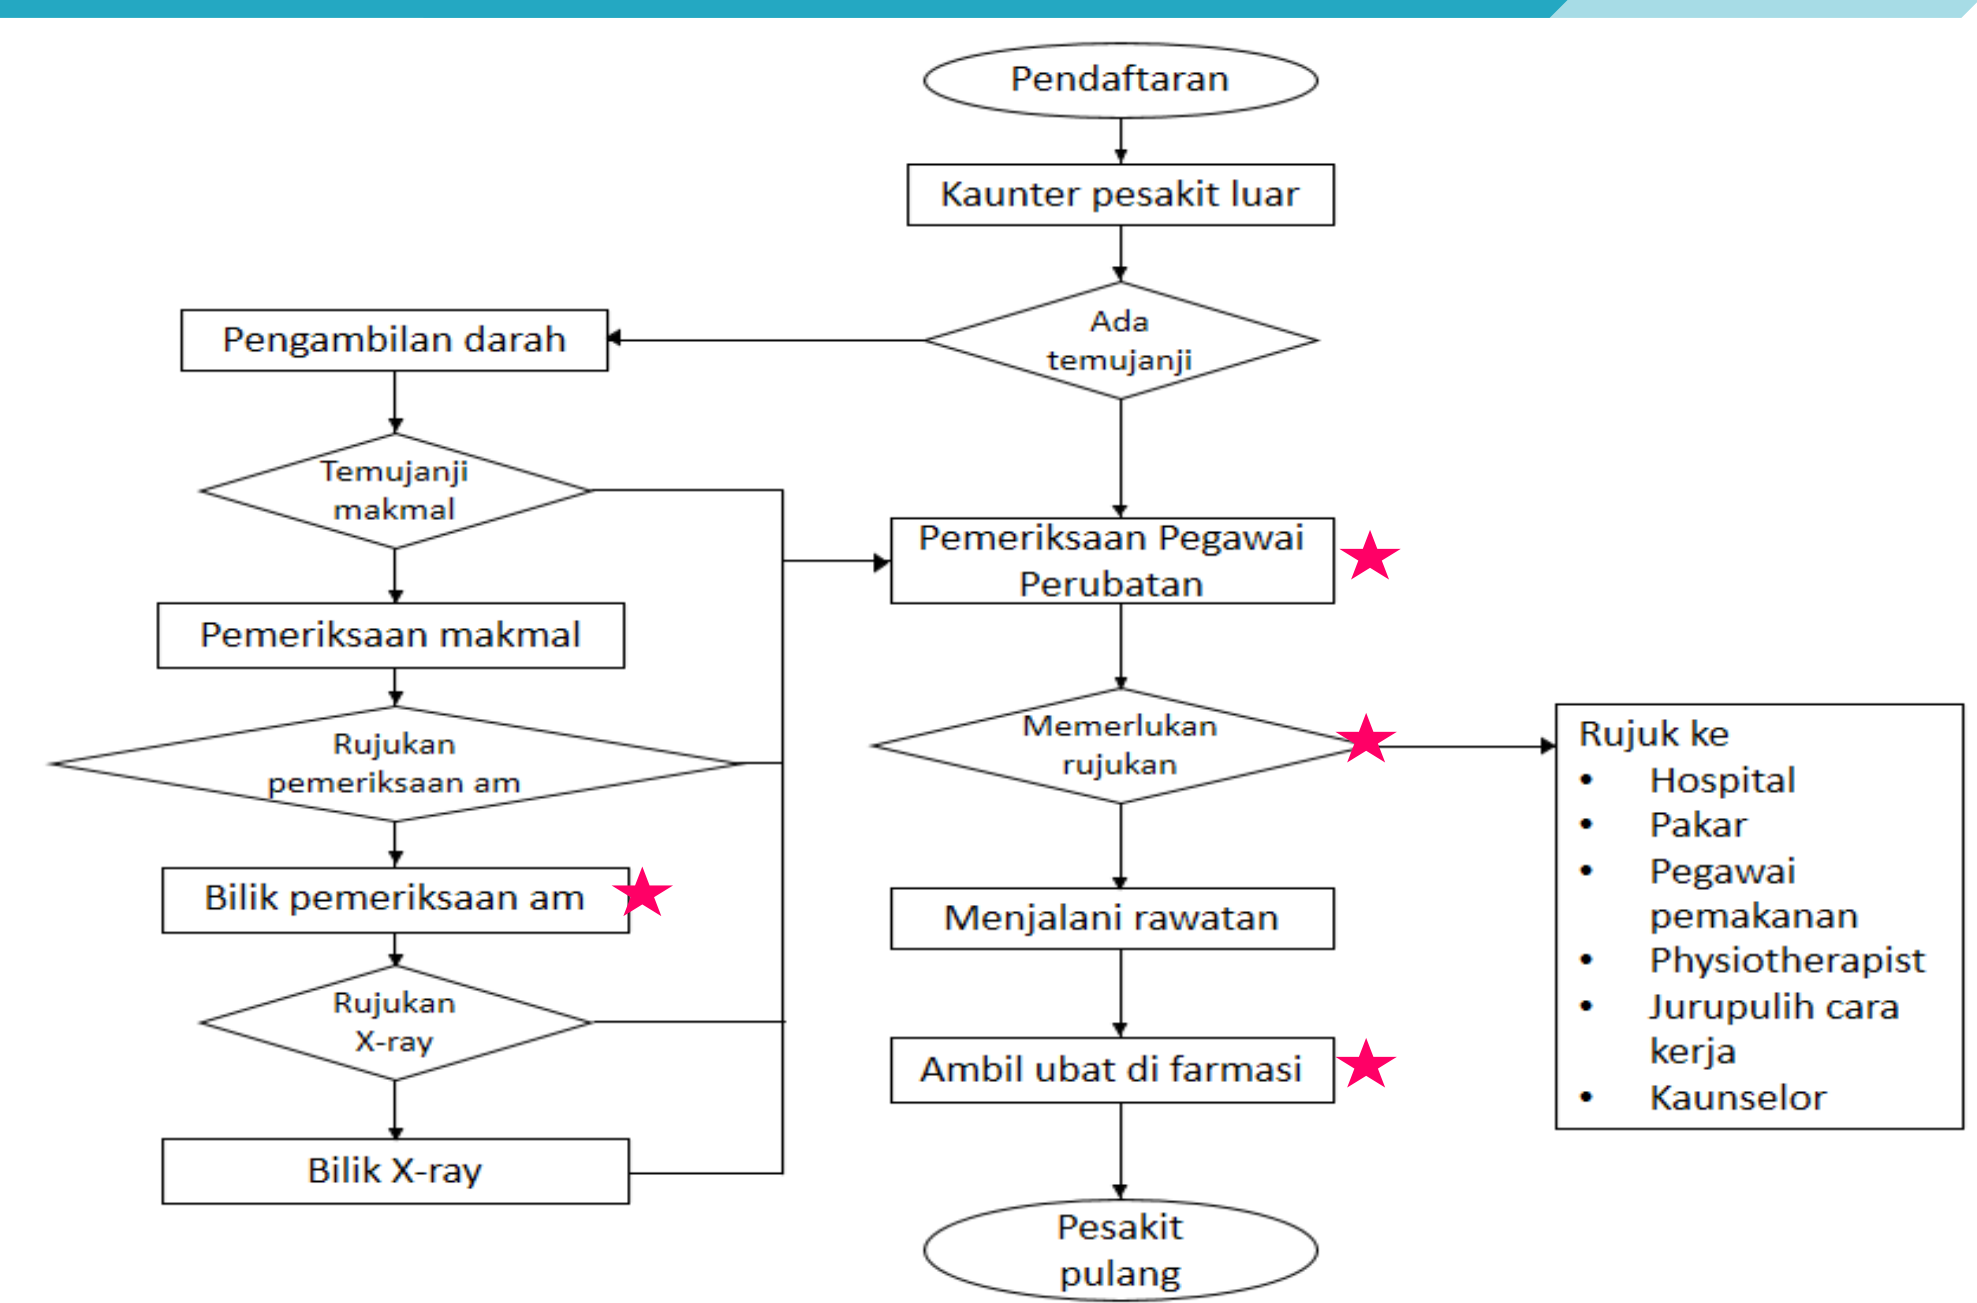 Pendaftaran
Kaunter pesakit luar
Ada
temujanji
Pengambilan darah
Temujanji
makmal
Pemeriksaan makmal
Rujukan
pemeriksaan am
Bilik pemeriksaan am
Rujukan
X-ray
Bilik X-ray
Pemeriksaan Pegawai
Perubatan
Memerlukan
rujukan
Menjalani rawatan
Ambil ubat di farmasi
Pesakit
pulang
Rujuk ke
• Hospital
• Pakar
• Pegawai
pemakanan
• Physiotherapist
• Jurupulih cara
kerja
• Kaunselor